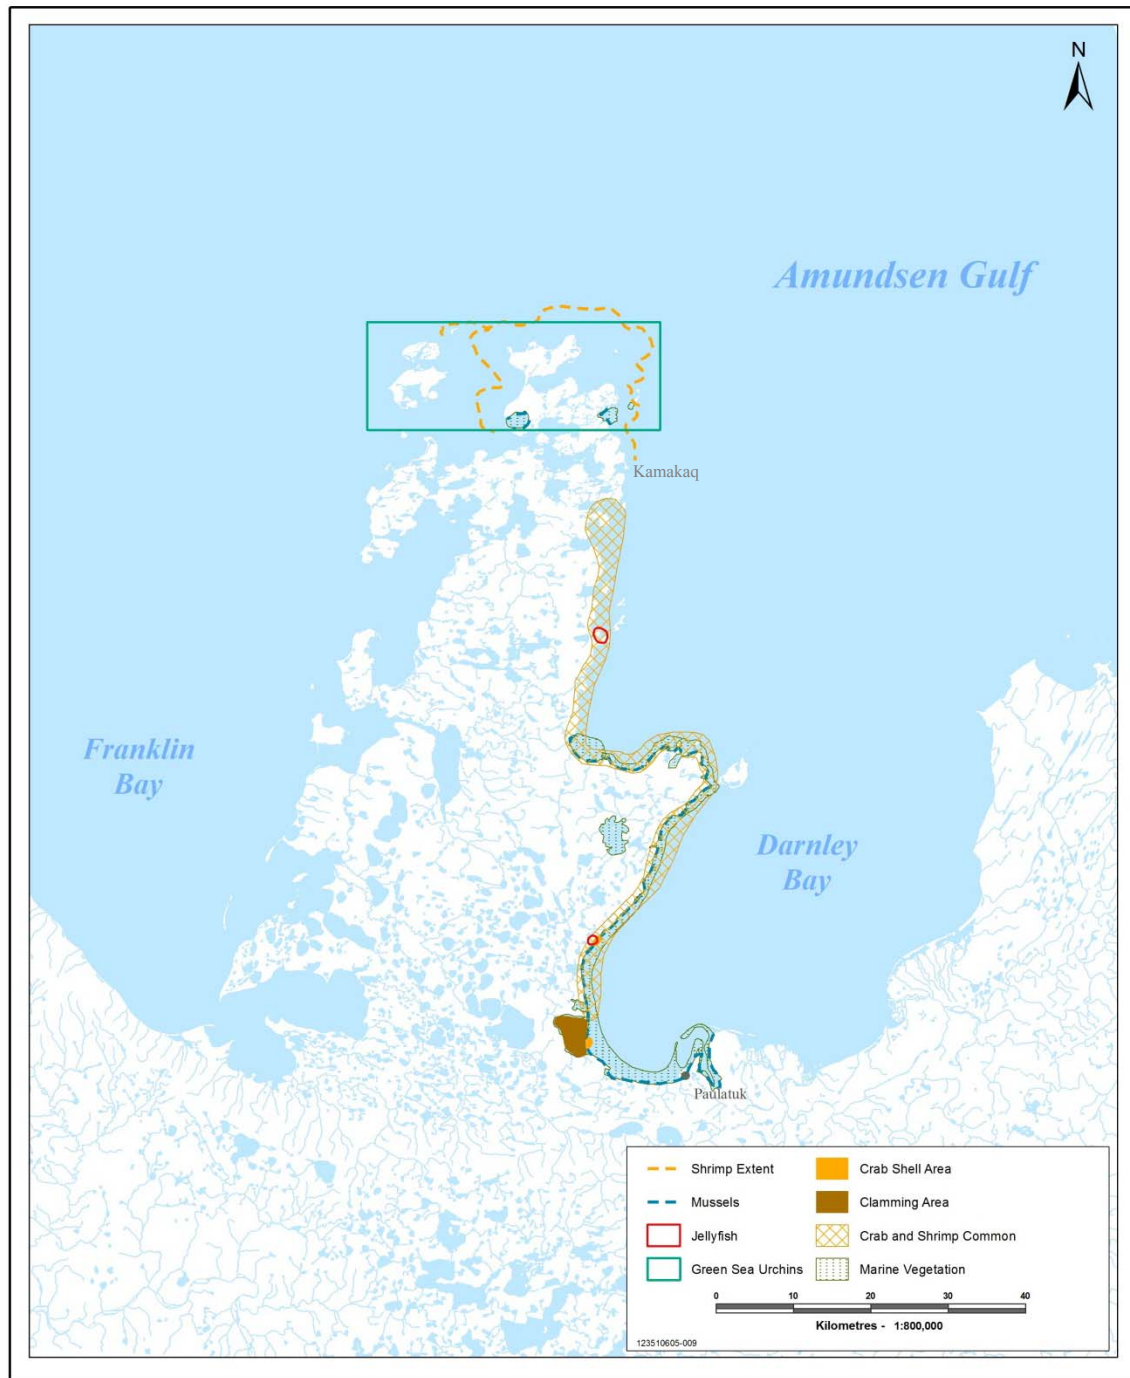 N
Amundsen Gulf
Kamakaq
Franklin
Bay
Darnley
Bay
Paulatuk
Shrimp Extent
Crab Shell Area
Mussels
Clamming Area
Jellyfish
Crab and Shrimp Common
Green Sea Urchins
Marine Vegetation
0 10 20 30 40
Kilometres - 1:800,000
123510605-009